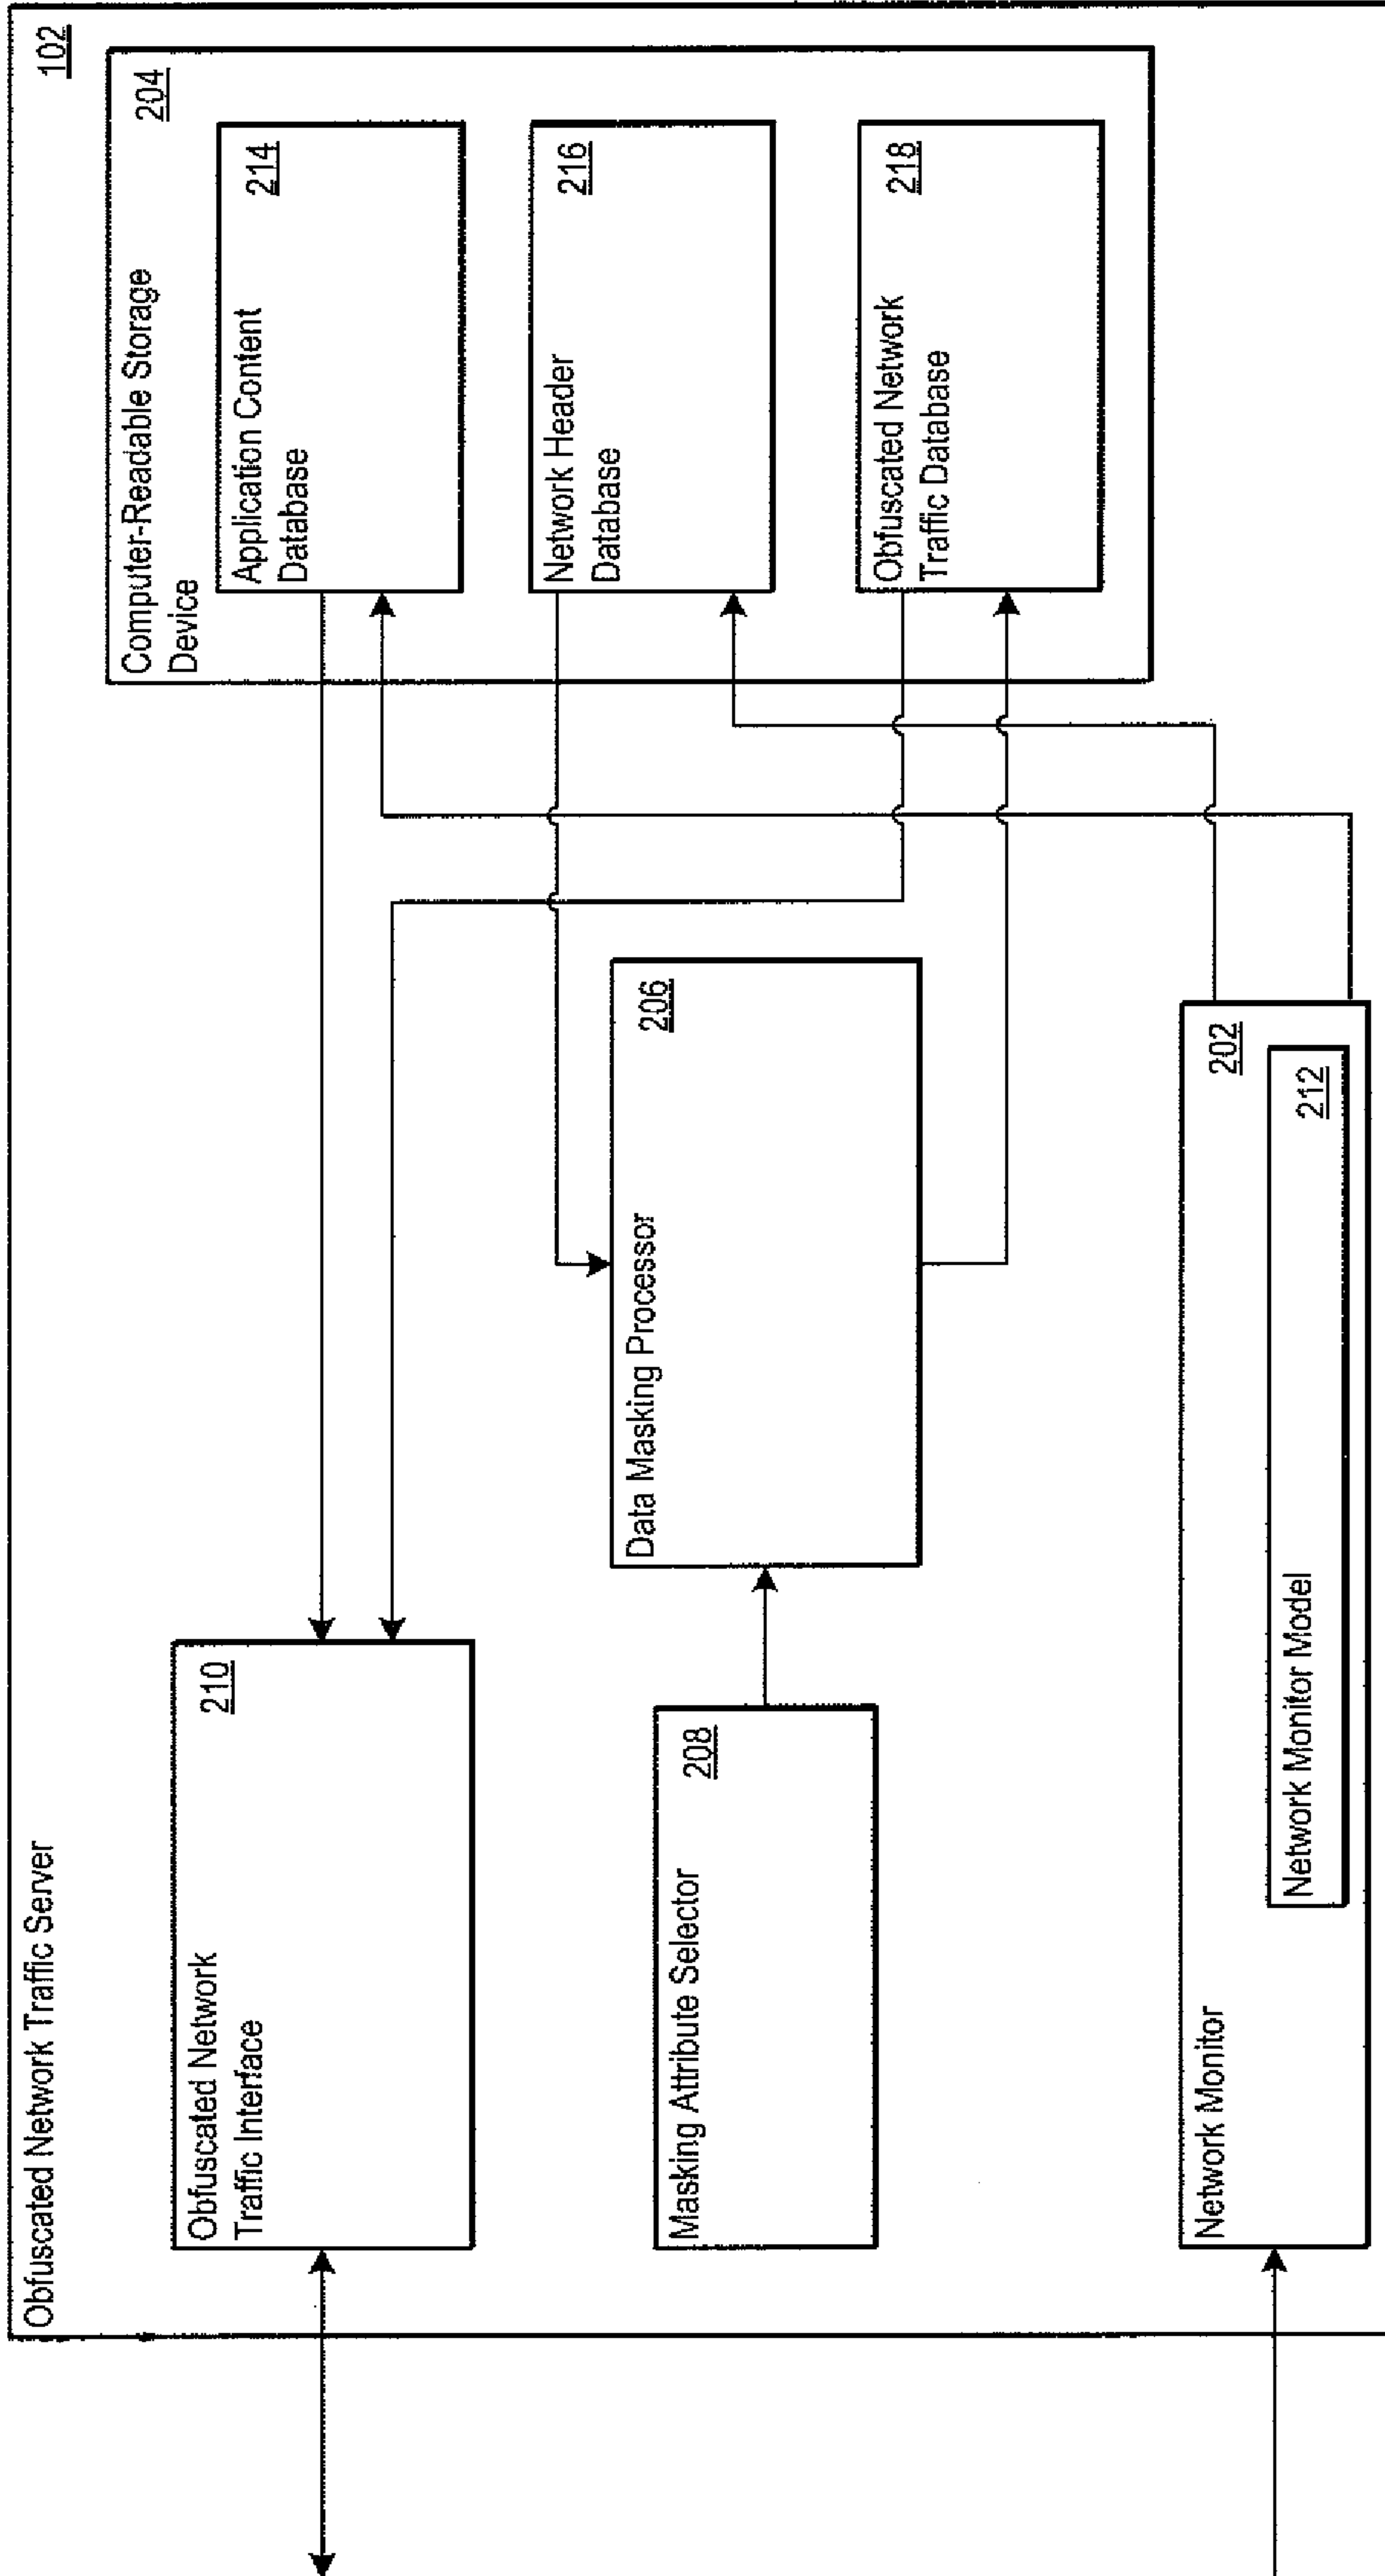 Obfuscated Network Traffic Server
102
Obfuscated Network
Traffic Interface
210
Computer-Readable Storage
Device
204
Application Content
Database
214
Masking Attribute Selector
208
Data Masking Processor
206
Network Header
Database
216
Obfuscated Network
Traffic Database
218
Network Monitor
202
Network Monitor Model
212